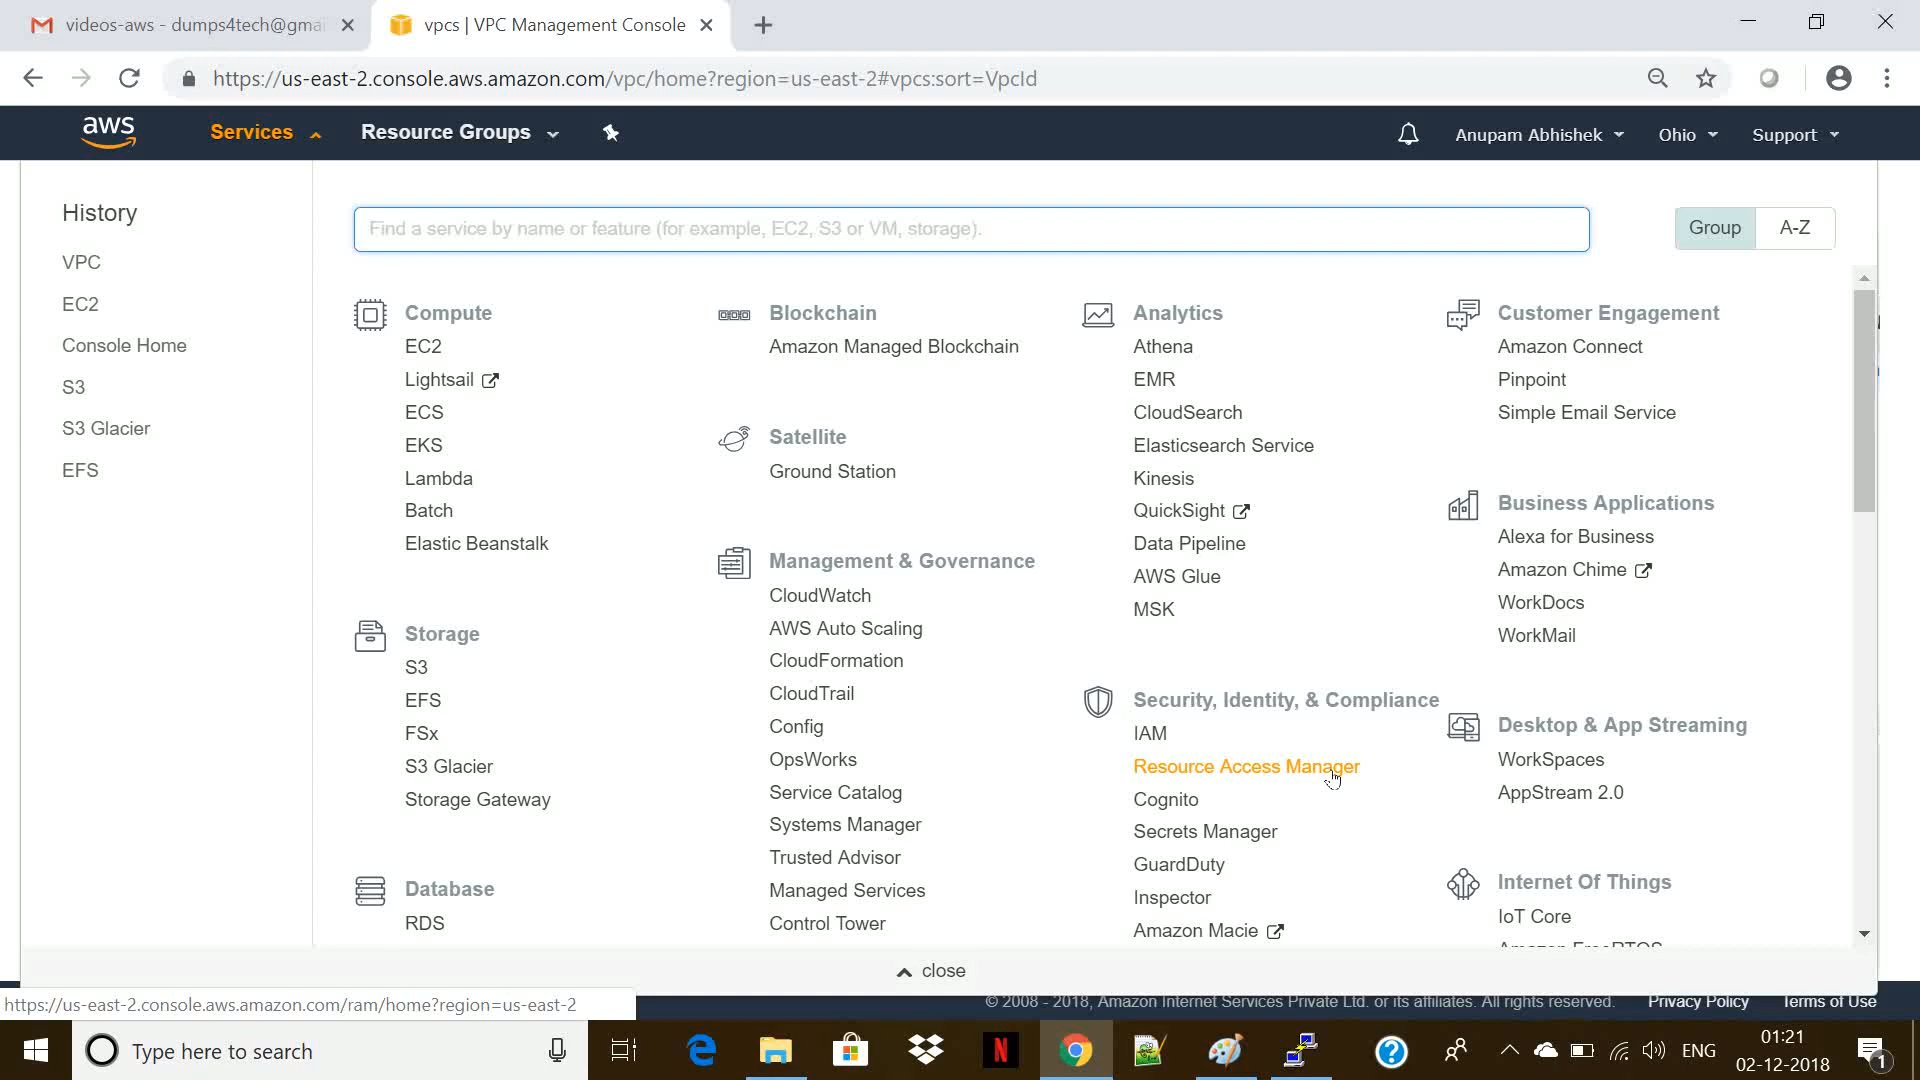 videos-aws - dumps4tech@gmai
vpcs | VPC Management Console
https://us-east-2.console.aws.amazon.com/vpc/home?region=us-east-2#vpcs:sort=VpcId
aws
Services
Resource Groups
Anupam Abhishek
Ohio
Support
History
VPC
EC2
Console Home
S3
S3 Glacier
EFS
Find a service by name or feature (for example, EC2, S3 or VM, storage).
Group
A-Z
Compute
EC2
Lightsail
ECS
EKS
Lambda
Batch
Elastic Beanstalk
Storage
S3
EFS
FSx
S3 Glacier
Storage Gateway
Database
RDS
Blockchain
Amazon Managed Blockchain
Satellite
Ground Station
Management & Governance
CloudWatch
AWS Auto Scaling
CloudFormation
CloudTrail
Config
OpsWorks
Service Catalog
Systems Manager
Trusted Advisor
Managed Services
Control Tower
Analytics
Athena
EMR
CloudSearch
Elasticsearch Service
Kinesis
QuickSight
Data Pipeline
AWS Glue
MSK
Security, Identity, & Compliance
IAM
Resource Access Manager
Cognito
Secrets Manager
GuardDuty
Inspector
Amazon Macie
Customer Engagement
Amazon Connect
Pinpoint
Simple Email Service
Business Applications
Alexa for Business
Amazon Chime
WorkDocs
WorkMail
Desktop & App Streaming
WorkSpaces
AppStream 2.0
Internet Of Things
IoT Core
Amazon FreeRTOS
close
https://us-east-2.console.aws.amazon.com/ram/home?region=us-east-2
© 2008 - 2018, Amazon Internet Services Private Ltd. or its affiliates. All rights reserved.
Privacy Policy
Terms of Use
Type here to search
ENG
01:21
02-12-2018
1